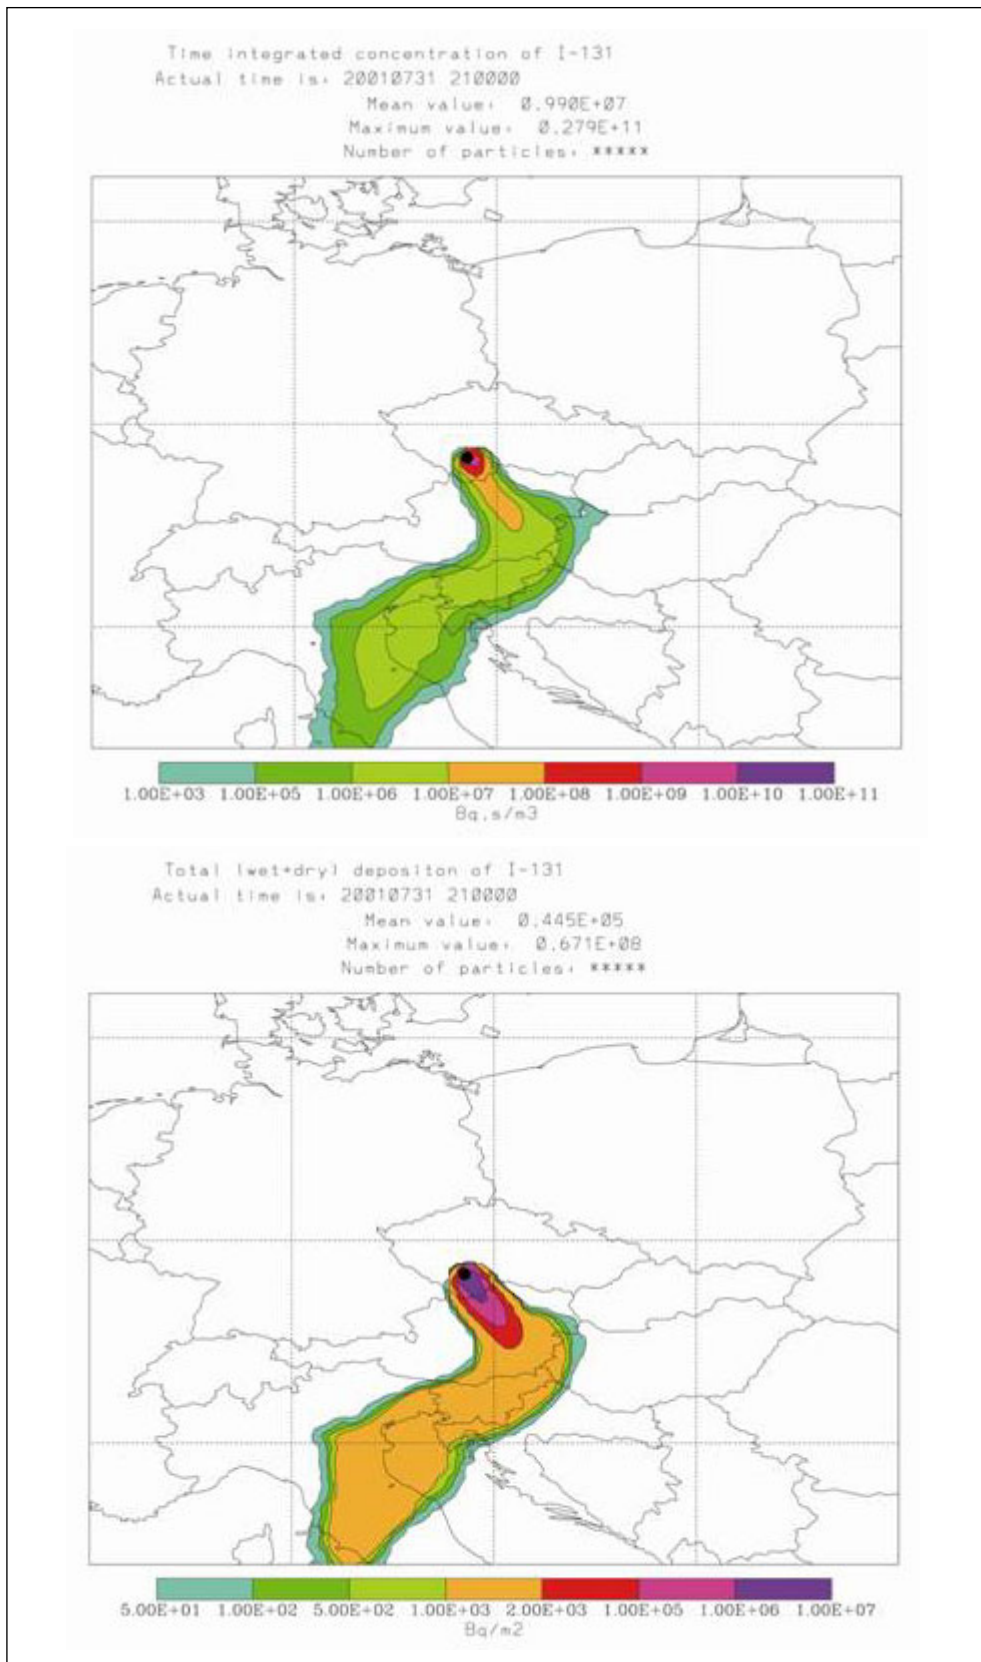 Time integrated concentration of I-131
Actual time is: 20010731 210000
Mean value: 0.990E+07
Maximum value: 0.279E+11
Number of particles: *****
1.00E+03 1.00E+05 1.00E+06 1.00E+07 1.00E+08 1.00E+09 1.00E+10 1.00E+11
Bq.s/m3
Total (wet+dry) depositon of I-131
Actual time is: 20010731 210000
Mean value: 0.445E+05
Maximum value: 0.671E+08
Number of particles: *****
5.00E+01 1.00E+02 5.00E+02 1.00E+03 2.00E+03 1.00E+05 1.00E+06 1.00E+07
Bq/m2